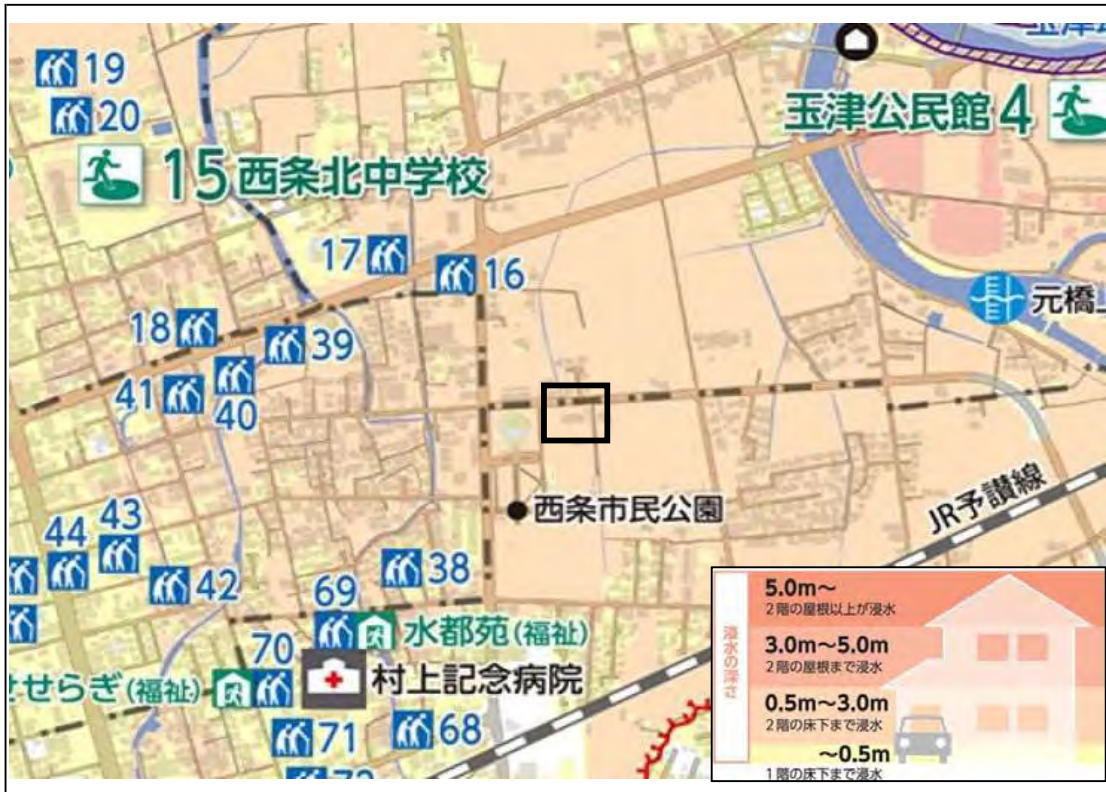 玉津
19
20
玉津公民館 4
15 西条北中学校
17
16
元橋
18
39
41
40
西条市民公園
JR予讃線
43
44
42
38
69
水都苑(福祉)
70
せせらぎ(福祉)
村上記念病院
71
68
72
浸水の深さ
5.0m～
2階の屋根以上が浸水
3.0m～5.0m
2階の屋根まで浸水
0.5m～3.0m
2階の床下まで浸水
～0.5m
1階の床下まで浸水